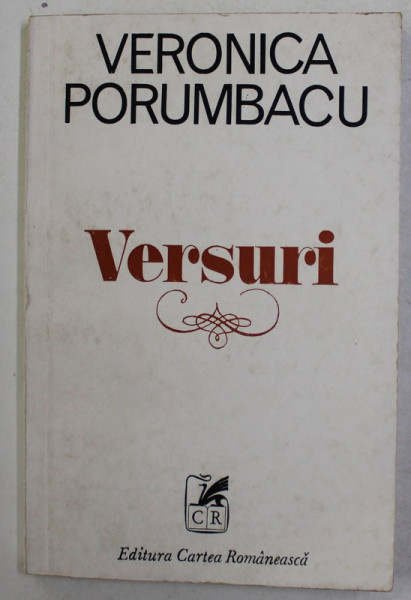 VERONICA
PORUMBACU
Versuri
CR
Editura Cartea Românească